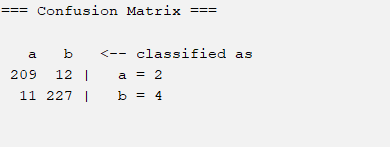 === Confusion Matrix ===
a b <-- classified as
209 12 | a = 2
11 227 | b = 4